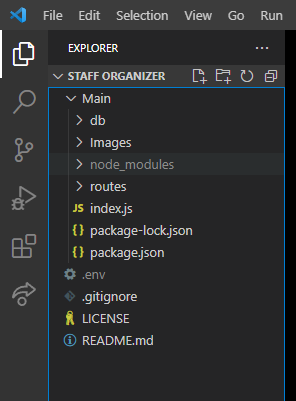 File Edit Selection View Go Run
EXPLORER
STAFF ORGANIZER
Main
db
Images
node_modules
routes
JS index.js
{} package-lock.json
{} package.json
.env
.gitignore
LICENSE
README.md